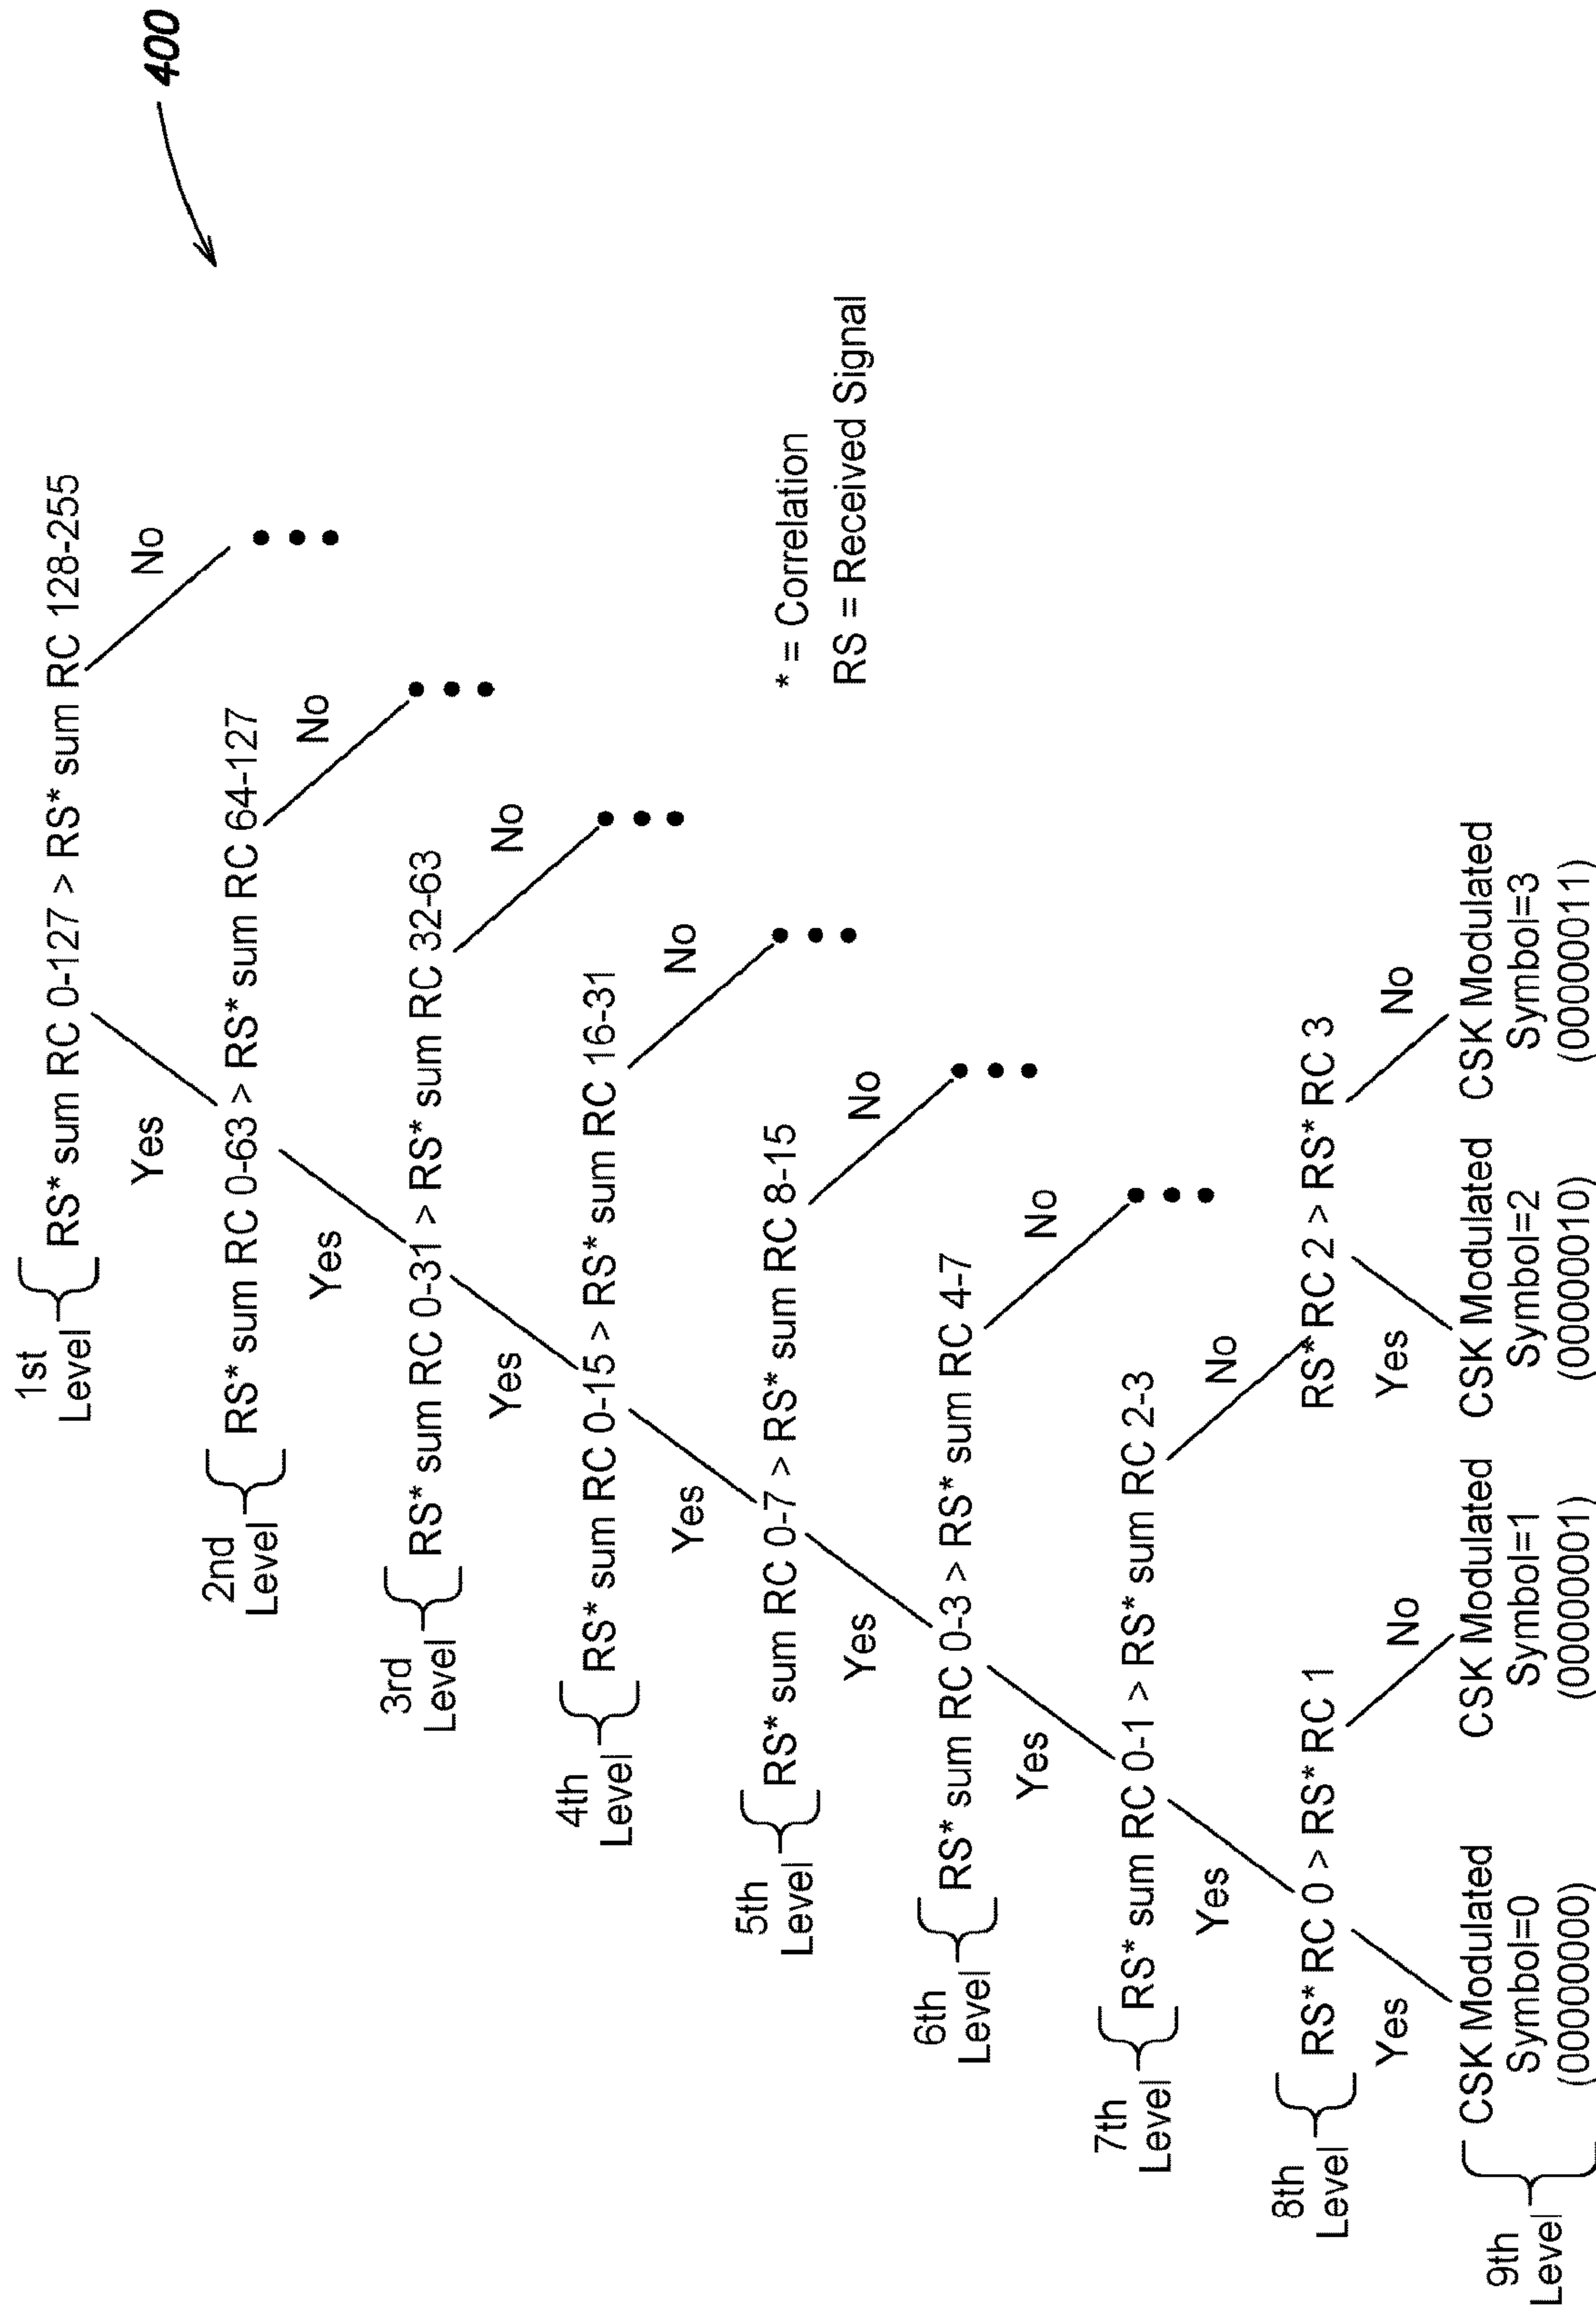 400
1st
Level
RS* sum RC 0-127 > RS* sum RC 128-255
Yes
No
2nd
Level
RS* sum RC 0-63 > RS* sum RC 64-127
Yes
No
3rd
Level
RS* sum RC 0-31 > RS* sum RC 32-63
Yes
No
4th
Level
RS* sum RC 0-15 > RS* sum RC 16-31
Yes
No
5th
Level
RS* sum RC 0-7 > RS* sum RC 8-15
Yes
No
* = Correlation
RS = Received Signal
6th
Level
RS* sum RC 0-3 > RS* sum RC 4-7
Yes
No
7th
Level
RS* sum RC 0-1 > RS* sum RC 2-3
Yes
No
8th
Level
RS* RC 0 > RS* RC 1
RS* RC 2 > RS* RC 3
Yes
No
Yes
No
9th
Level
CSK Modulated
Symbol=0
(00000000)
CSK Modulated
Symbol=1
(00000001)
CSK Modulated
Symbol=2
(00000010)
CSK Modulated
Symbol=3
(00000011)